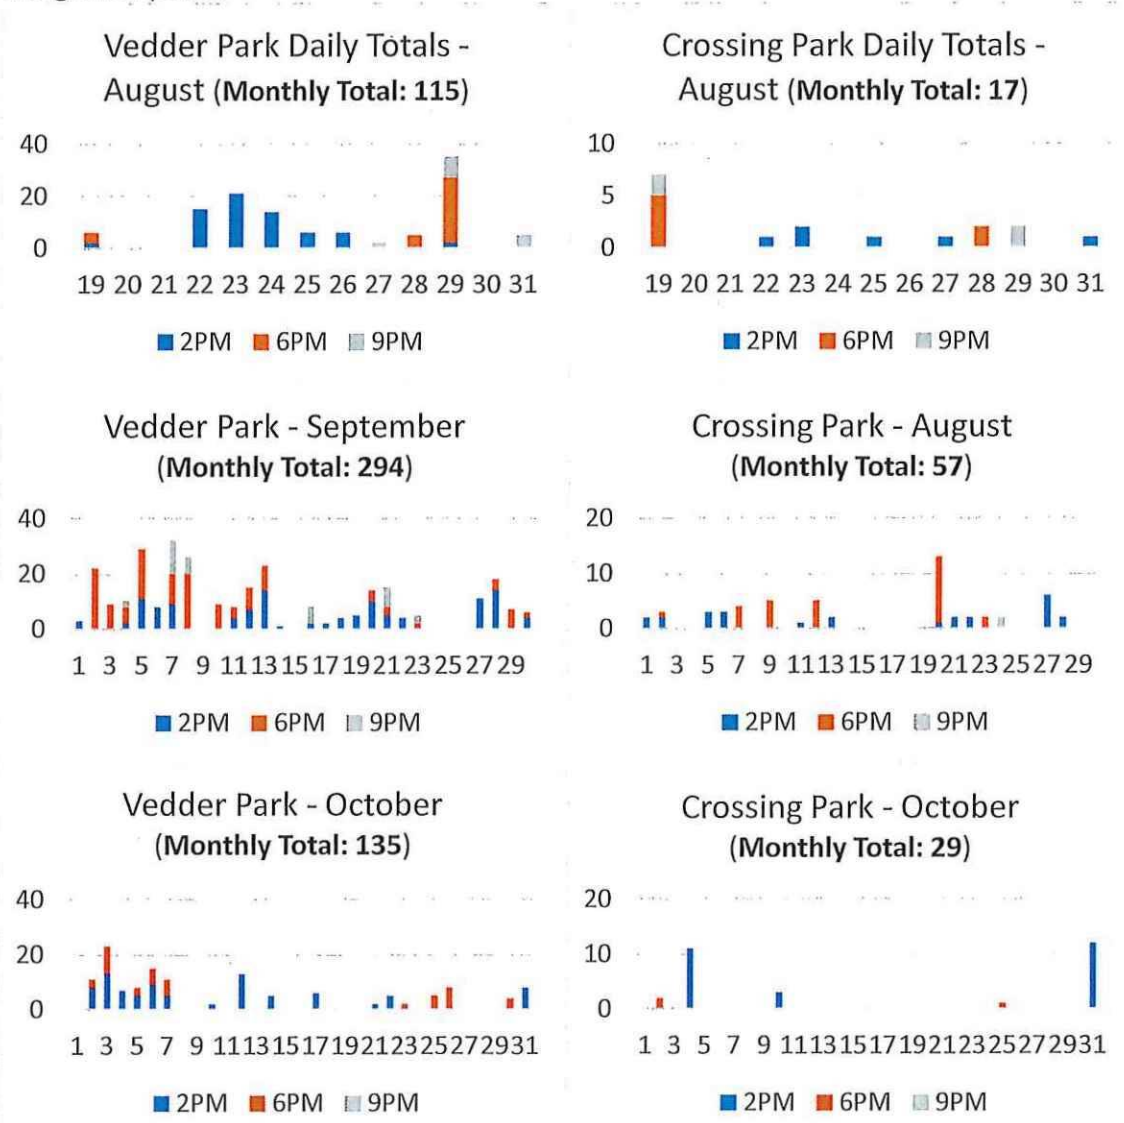 Vedder Park Daily Totals -
August (Monthly Total: 115)
40
20
0
19 20 21 22 23 24 25 26 27 28 29 30 31
2PM 6PM 9PM
Crossing Park Daily Totals -
August (Monthly Total: 17)
10
5
0
19 20 21 22 23 24 25 26 27 28 29 30 31
2PM 6PM 9PM
Vedder Park - September
(Monthly Total: 294)
40
20
0
1 3 5 7 9 11 13 15 17 19 21 23 25 27 29
2PM 6PM 9PM
Crossing Park - August
(Monthly Total: 57)
20
10
0
1 3 5 7 9 11 13 15 17 19 21 23 25 27 29
2PM 6PM 9PM
Vedder Park - October
(Monthly Total: 135)
40
20
0
1 3 5 7 9 11 13 15 17 19 21 23 25 27 29 31
2PM 6PM 9PM
Crossing Park - October
(Monthly Total: 29)
20
10
0
1 3 5 7 9 11 13 15 17 19 21 23 25 27 29 31
2PM 6PM 9PM